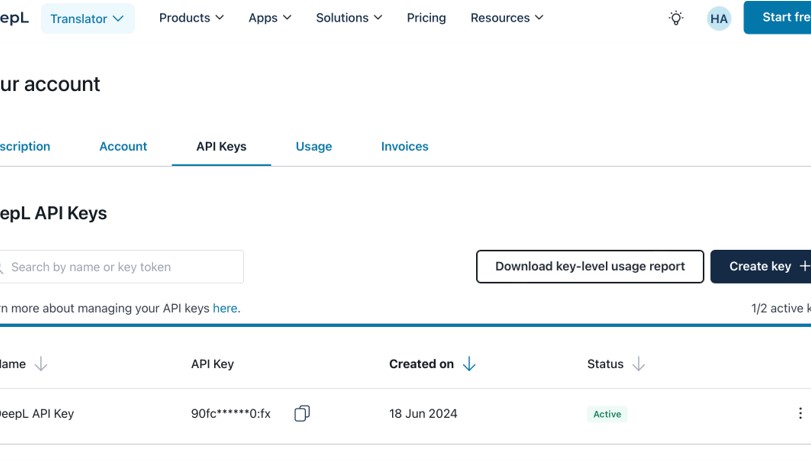 epL Translator Products Apps Solutions Pricing Resources HA Start fre
ur account
scription Account API Keys Usage Invoices
epL API Keys
Search by name or key token Download key-level usage report Create key +
n more about managing your API keys here. 1/2 active k
ame API Key Created on Status
DeepL API Key 90fc******0:fx 18 Jun 2024 Active